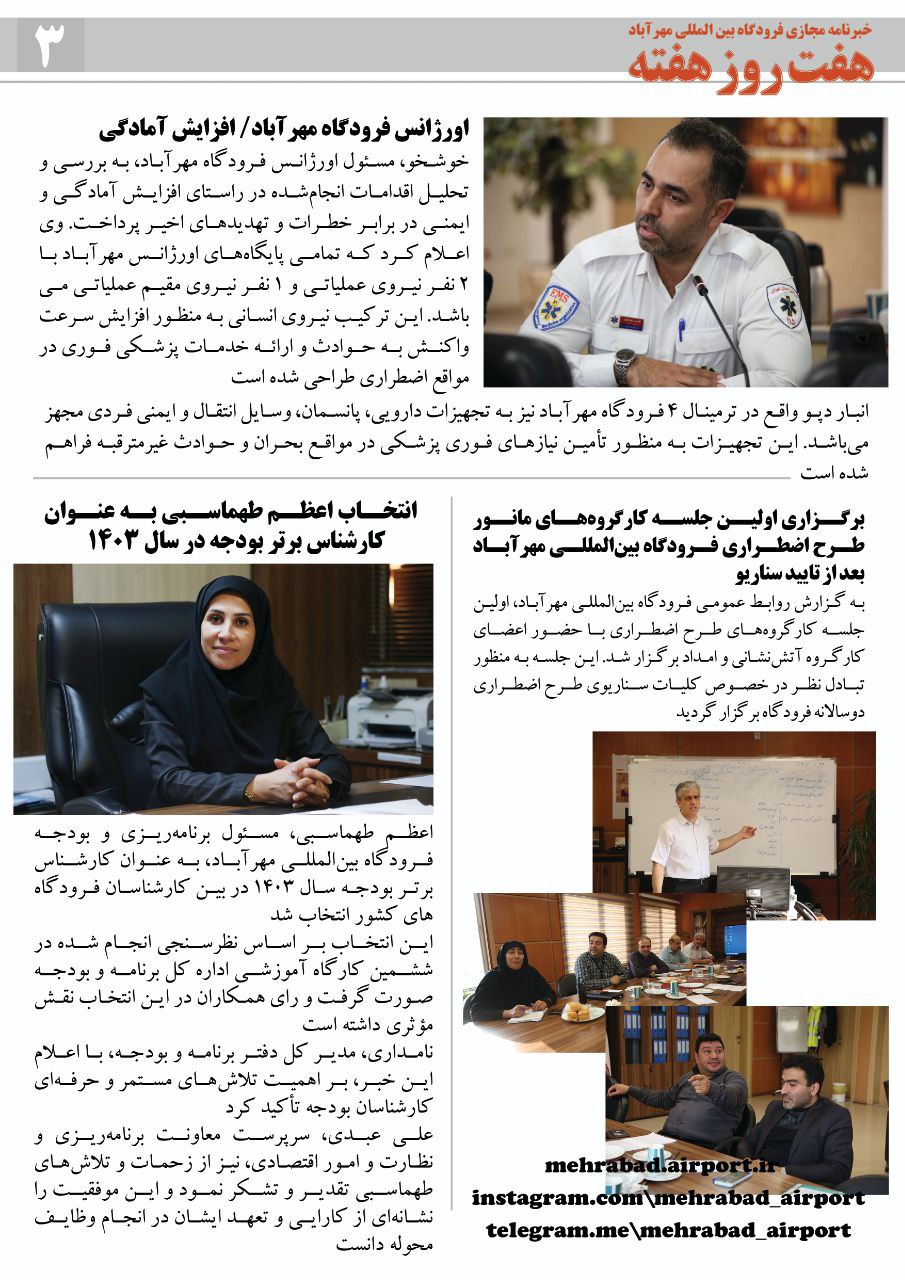 خبرنامه مجازی فرودگاه بین المللی مهرآباد
هفت روز هفته
۳
اورژانس فرودگاه مهرآباد/ افزایش آمادگی
خوشخو، مسئول اورژانس فرودگاه مهرآباد، به بررسی و
تحلیل اقدامات انجام‌شده در راستای افزایش آمادگی و
ایمنی در برابر خطرات و تهدیدهای اخیر پرداخت. وی
اعلام کرد که تمامی پایگاه‌های اورژانس مهرآباد با
۲ نفر نیروی عملیاتی و ۱ نفر نیروی مقیم عملیاتی می
باشد. این ترکیب نیروی انسانی به منظور افزایش سرعت
واکنش به حوادث و ارائه خدمات پزشکی فوری در
مواقع اضطراری طراحی شده است
انبار دپو واقع در ترمینال ۴ فرودگاه مهرآباد نیز به تجهیزات دارویی، پانسمان، وسایل انتقال و ایمنی فردی مجهز
می‌باشد. این تجهیزات به منظور تأمین نیازهای فوری پزشکی در مواقع بحران و حوادث غیرمترقبه فراهم
شده است
EMS
۱۱۵
برگزاری اولین جلسه کارگروه‌های مانور
طرح اضطراری فرودگاه بین‌المللی مهرآباد
بعد از تایید سناریو
به گزارش روابط عمومی فرودگاه بین‌المللی مهرآباد، اولین
جلسه کارگروه‌های طرح اضطراری با حضور اعضای
کارگروه آتش‌نشانی و امداد برگزار شد. این جلسه به منظور
تبادل نظر در خصوص کلیات سناریوی طرح اضطراری
دوسالانه فرودگاه برگزار گردید
انتخاب اعظم طهماسبی به عنوان
کارشناس برتر بودجه در سال ۱۴۰۳
اعظم طهماسبی، مسئول برنامه‌ریزی و بودجه
فرودگاه بین‌المللی مهرآباد، به عنوان کارشناس
برتر بودجه سال ۱۴۰۳ در بین کارشناسان فرودگاه
های کشور انتخاب شد
این انتخاب بر اساس نظرسنجی انجام شده در
ششمین کارگاه آموزشی اداره کل برنامه و بودجه
صورت گرفت و رای همکاران در این انتخاب نقش
مؤثری داشته است
نامداری، مدیر کل دفتر برنامه و بودجه، با اعلام
این خبر، بر اهمیت تلاش‌های مستمر و حرفه‌ای
کارشناسان بودجه تأکید کرد
علی عبدی، سرپرست معاونت برنامه‌ریزی و
نظارت و امور اقتصادی، نیز از زحمات و تلاش‌های
طهماسبی تقدیر و تشکر نمود و این موفقیت را
نشانه‌ای از کارایی و تعهد ایشان در انجام وظایف
محوله دانست
mehrabad.airport.ir
instagram.com\mehrabad_airport
telegram.me\mehrabad_airport